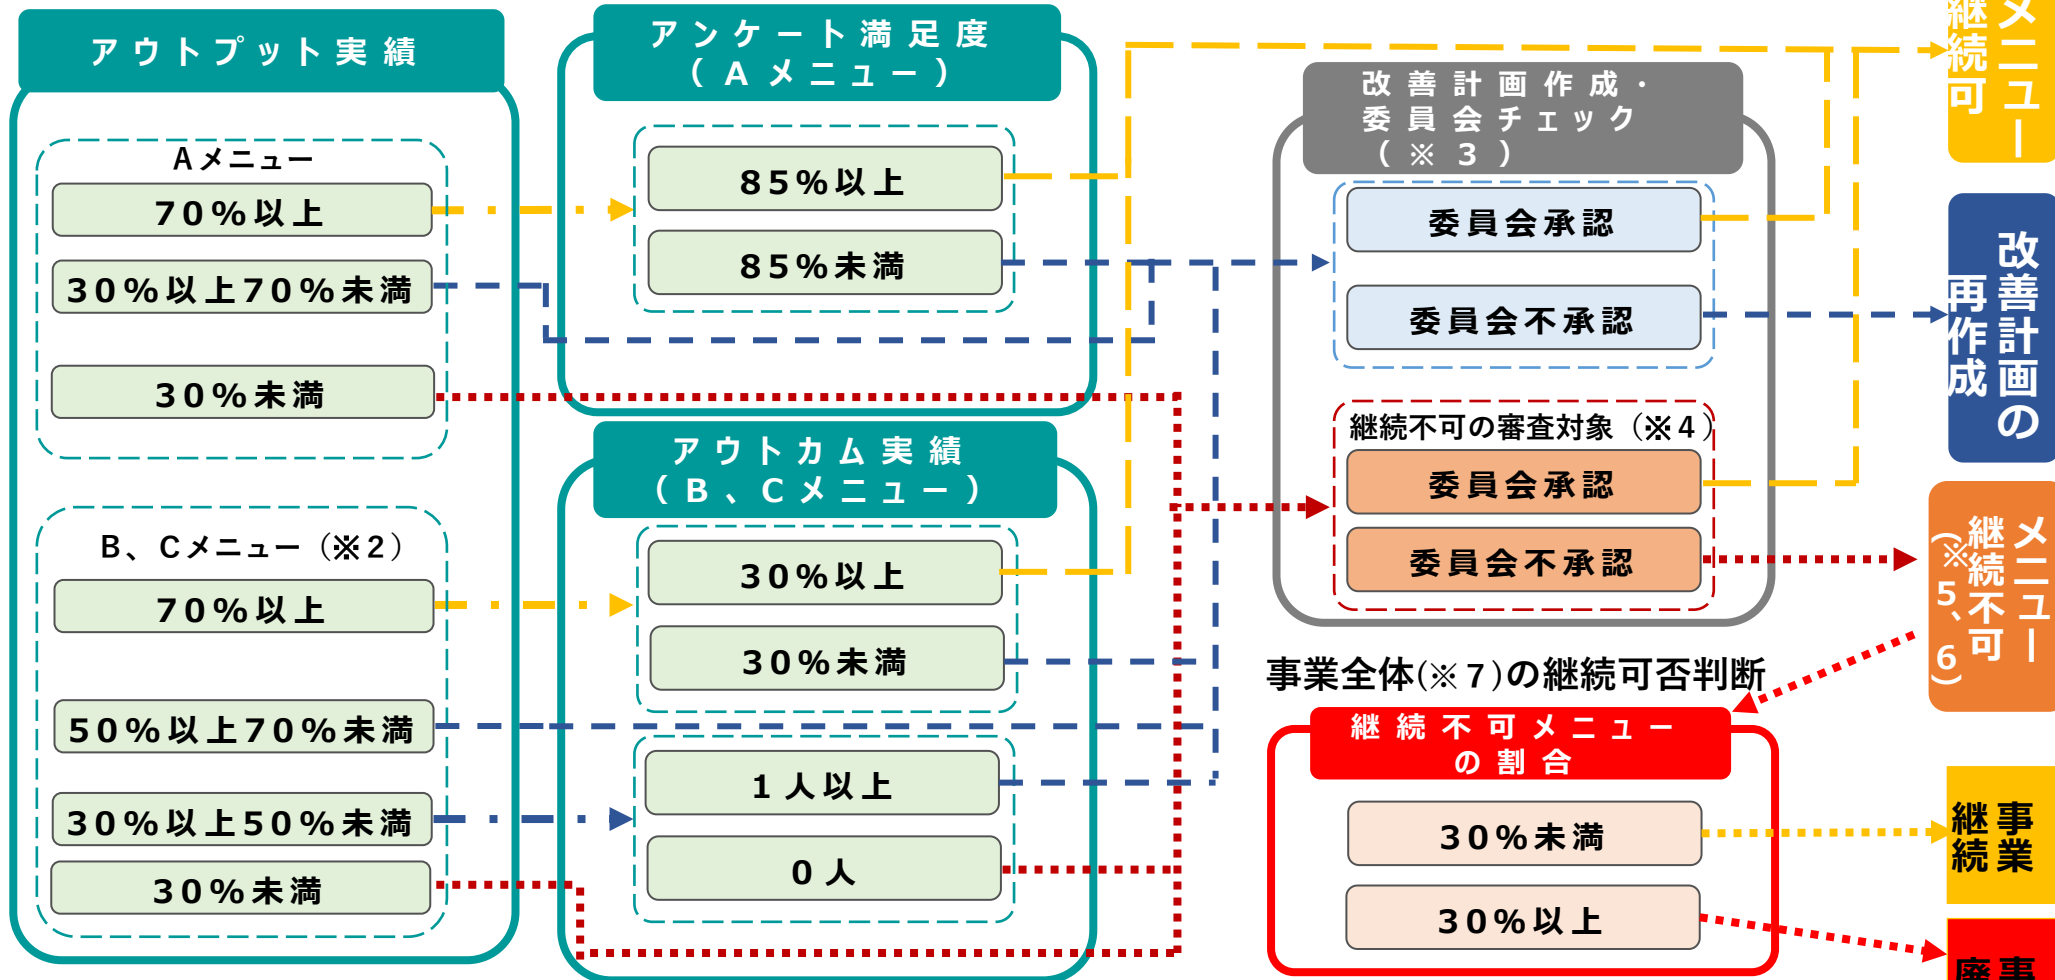 アウトプット実績
Aメニュー
70%以上
30%以上70%未満
30%未満
B、Cメニュー（※2）
70%以上
50%以上70%未満
30%以上50%未満
30%未満
アンケート満足度
（Aメニュー）
85%以上
85%未満
アウトカム実績
（B、Cメニュー）
30%以上
30%未満
1人以上
0人
改善計画作成・
委員会チェック
（※3）
委員会承認
委員会不承認
継続不可の審査対象（※4）
委員会承認
委員会不承認
事業全体(※7)の継続可否判断
継続不可メニュー
の割合
30%未満
30%以上
メニュー
継続可
改善計画の
再作成
メニュー
継続不可
（※5、6）
事業
継続
事
廃